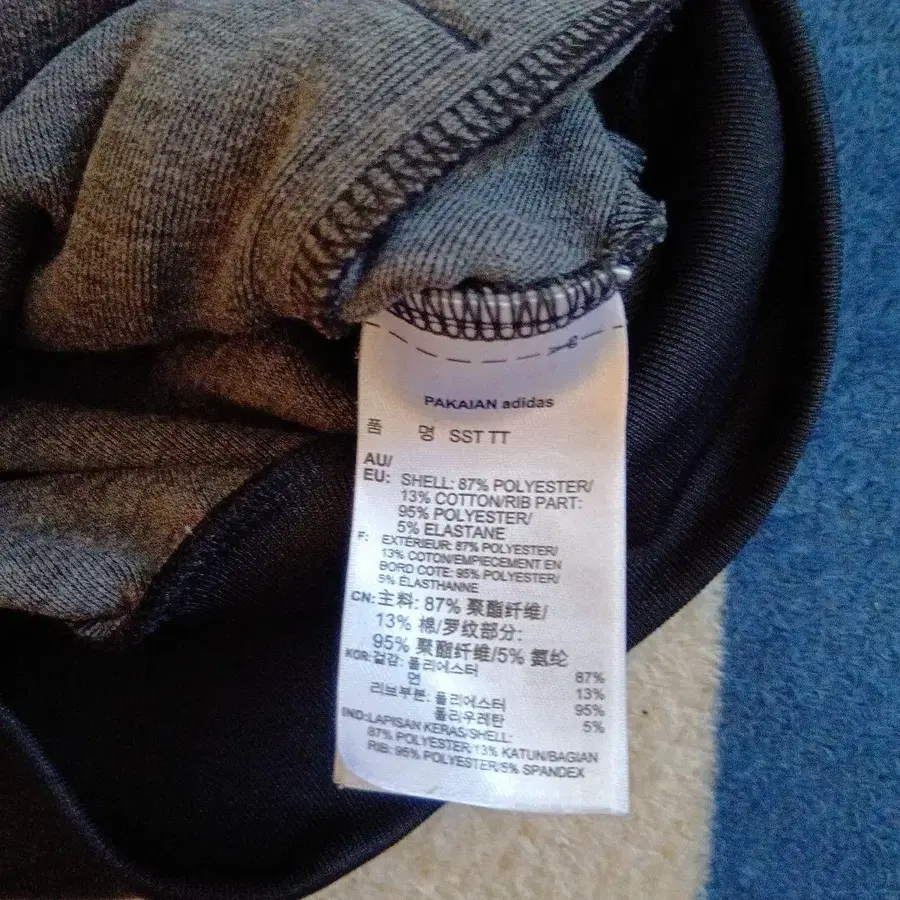 PAKAIAN adidas
품 명 SST TT
AU/
EU: SHELL: 87% POLYESTER/
13% COTTON/RIB PART:
95% POLYESTER/
5% ELASTANE
F: EXTÉRIEUR: 87% POLYESTER/
13% COTON/EMPIECEMENT EN
BORD COTE: 95% POLYESTER/
5% ÉLASTHANNE
CN: 主料: 87% 聚酯纤维/
13% 棉/罗纹部分:
95% 聚酯纤维/5% 氨纶
KOR: 겉감: 폴리에스터 87%
면 13%
리브부분: 폴리에스터 95%
폴리우레탄 5%
IND: LAPISAN KERAS/SHELL:
87% POLYESTER/13% KATUN/BAGIAN
RIB: 95% POLYESTER/5% SPANDEX